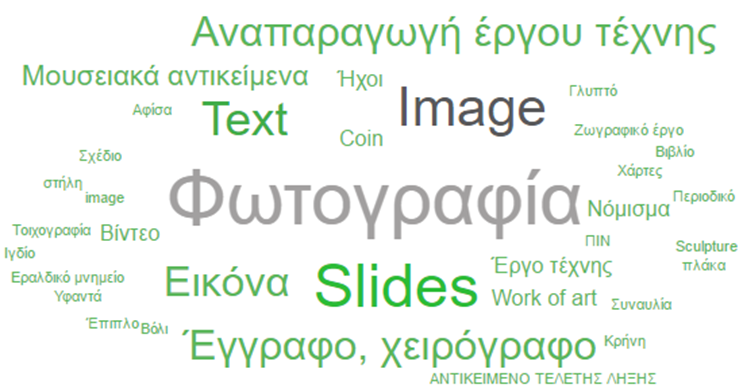 Αναπαραγωγή έργου τέχνης
Μουσειακά αντικείμενα
Ήχοι
Image
Γλυπτό
Αφίσα
Text
Coin
Ζωγραφικό έργο
Βιβλίο
Σχέδιο
Χάρτες
στήλη
image
Φωτογραφία
Νόμισμα
Περιοδικό
Τοιχογραφία
Βίντεο
ΠΙΝ
Sculpture
Ιγδίο
Έργο τέχνης
πλάκα
Εραλδικό μνημείο
Εικόνα
Slides
Υφαντά
Work of art
Συναυλία
Έπιπλο
Βόλι
Έγγραφο, χειρόγραφο
Κρήνη
ΑΝΤΙΚΕΙΜΕΝΟ ΤΕΛΕΤΗΣ ΛΗΞΗΣ